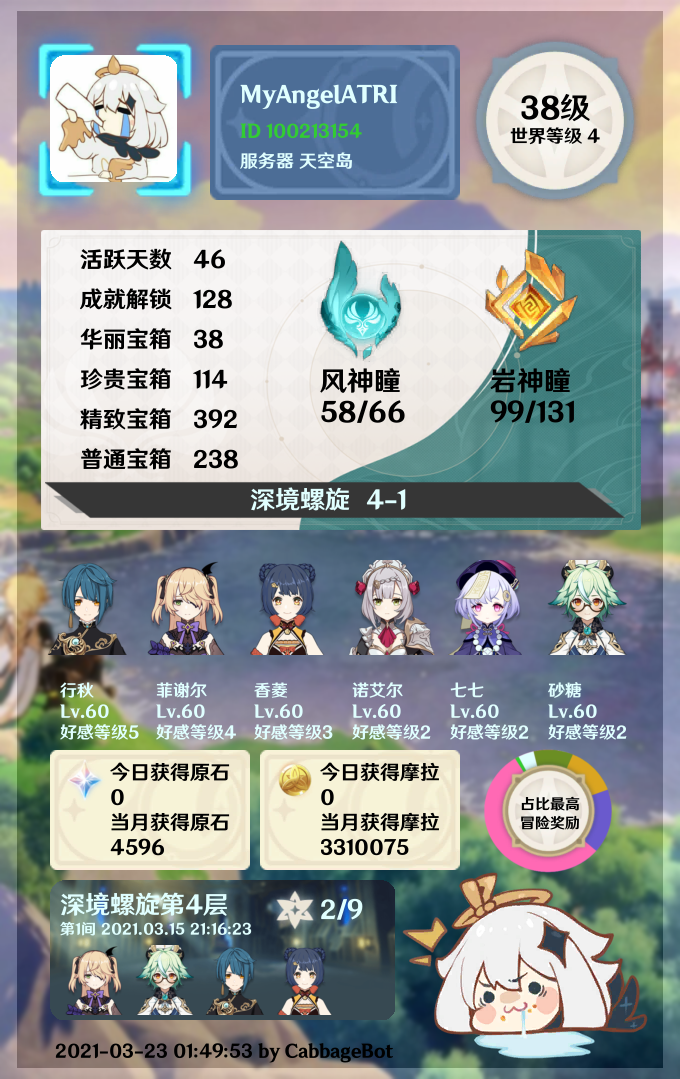 MyAngelATRI
ID 100213154
服务器 天空岛
38级
世界等级 4
活跃天数 46
成就解锁 128
华丽宝箱 38
珍贵宝箱 114
精致宝箱 392
普通宝箱 238
风神瞳
58/66
岩神瞳
99/131
深境螺旋 4-1
行秋
Lv.60
好感等级5
菲谢尔
Lv.60
好感等级4
香菱
Lv.60
好感等级3
诺艾尔
Lv.60
好感等级2
七七
Lv.60
好感等级2
砂糖
Lv.60
好感等级2
今日获得原石
0
当月获得原石
4596
今日获得摩拉
0
当月获得摩拉
3310075
占比最高
冒险奖励
深境螺旋第4层
2/9
第1间 2021.03.15 21:16:23
2021-03-23 01:49:53 by CabbageBot